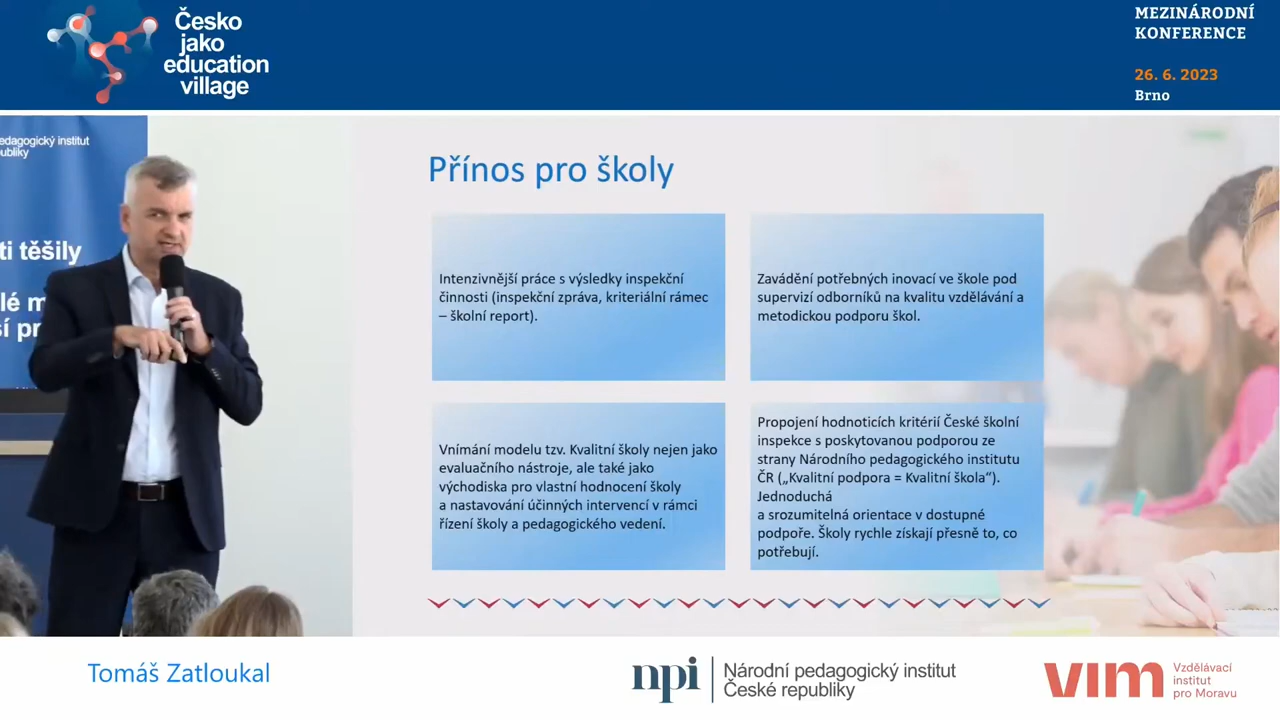 Česko
jako
education
village
MEZINÁRODNÍ
KONFERENCE
26. 6. 2023
Brno
pedagogický institut
ti těšily
Přínos pro školy
Intenzivnější práce s výsledky inspekční
činnosti (inspekční zpráva, kriteriální rámec
– školní report).
Zavádění potřebných inovací ve škole pod
supervizí odborníků na kvalitu vzdělávání a
metodickou podporu škol.
Vnímání modelu tzv. Kvalitní školy nejen jako
evaluačního nástroje, ale také jako
východiska pro vlastní hodnocení školy
a nastavování účinných intervencí v rámci
řízení školy a pedagogického vedení.
Propojení hodnoticích kritérií České školní
inspekce s poskytovanou podporou ze
strany Národního pedagogického institutu
ČR („Kvalitní podpora = Kvalitní škola“).
Jednoduchá
a srozumitelná orientace v dostupné
podpoře. Školy rychle získají přesně to, co
potřebují.
Tomáš Zatloukal
npi
Národní pedagogický institut
České republiky
vim
Vzdělávací
institut
pro Moravu